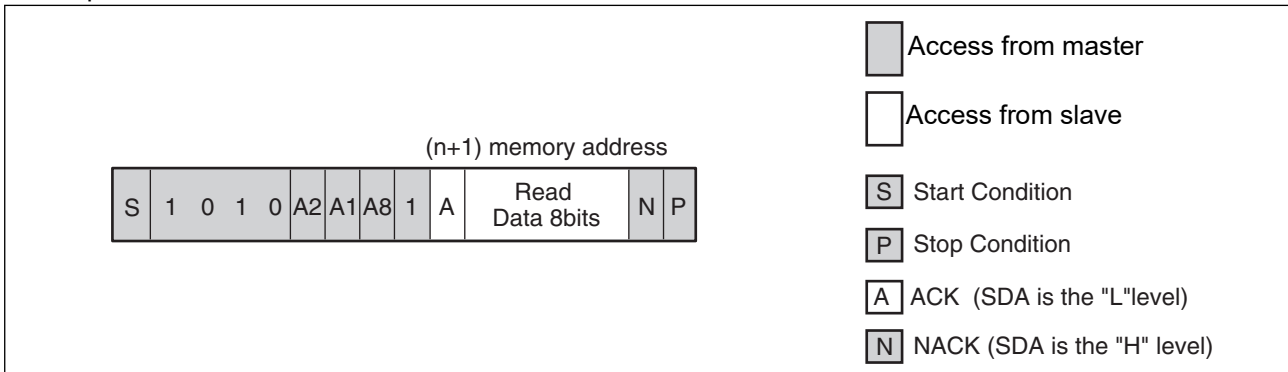 (n+1) memory address
S 1 0 1 0 A2 A1 A8 1 A Read Data 8bits N P
Access from master
Access from slave
S Start Condition
P Stop Condition
A ACK (SDA is the "L"level)
N NACK (SDA is the "H" level)